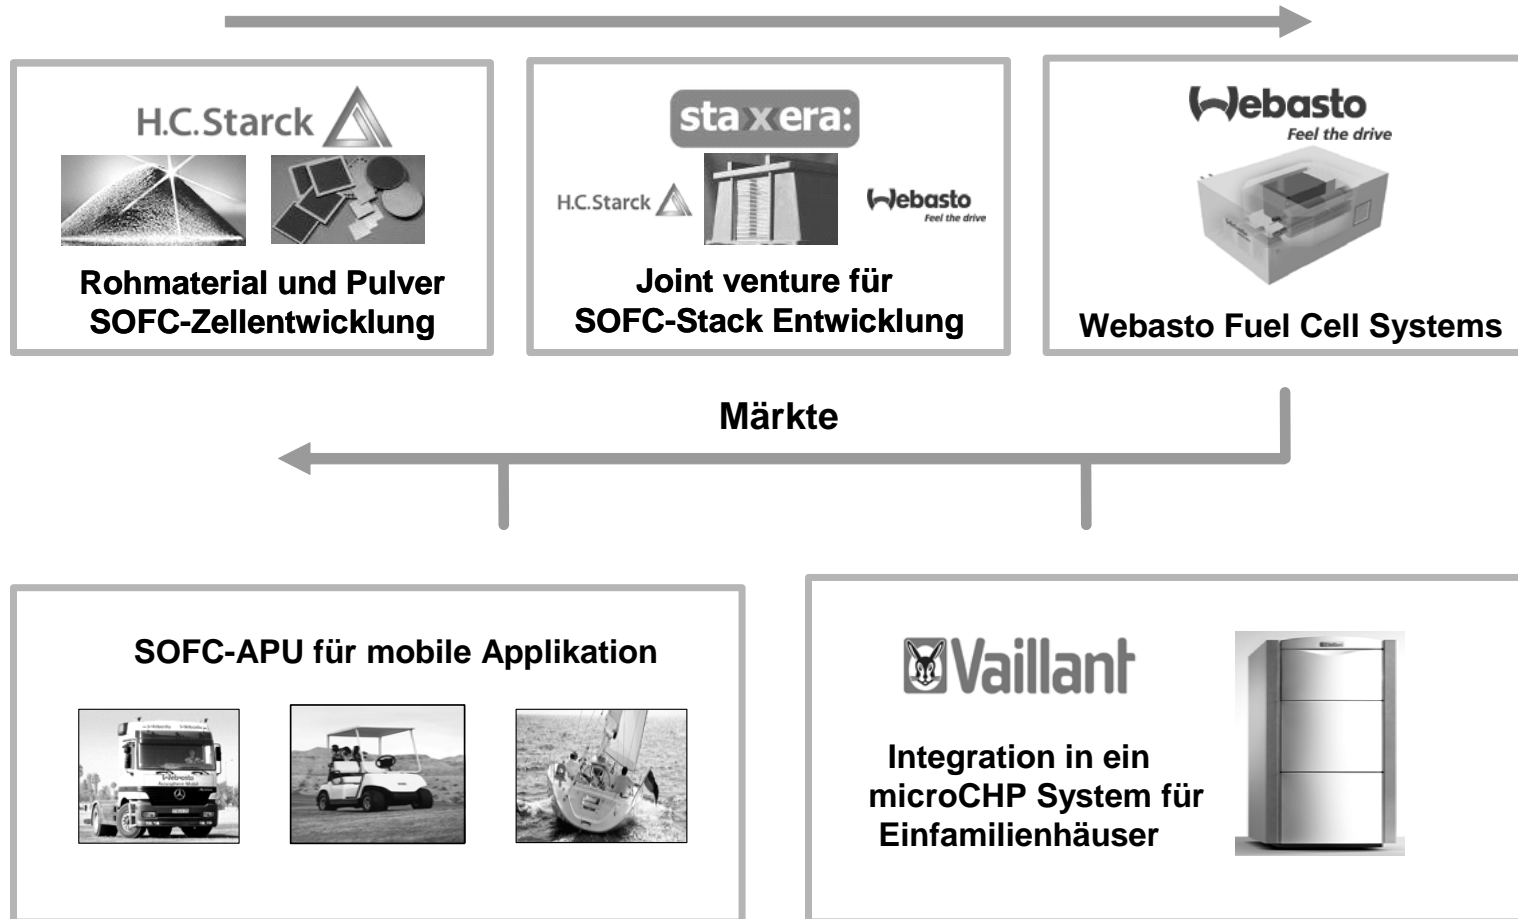 H.C.Starck
Rohmaterial und Pulver
SOFC-Zellentwicklung
staxxera:
H.C.Starck
Webasto
Feel the drive
Joint venture für
SOFC-Stack Entwicklung
Webasto
Feel the drive
Webasto Fuel Cell Systems
Märkte
SOFC-APU für mobile Applikation
Webasto
Vaillant
Integration in ein
microCHP System für
Einfamilienhäuser